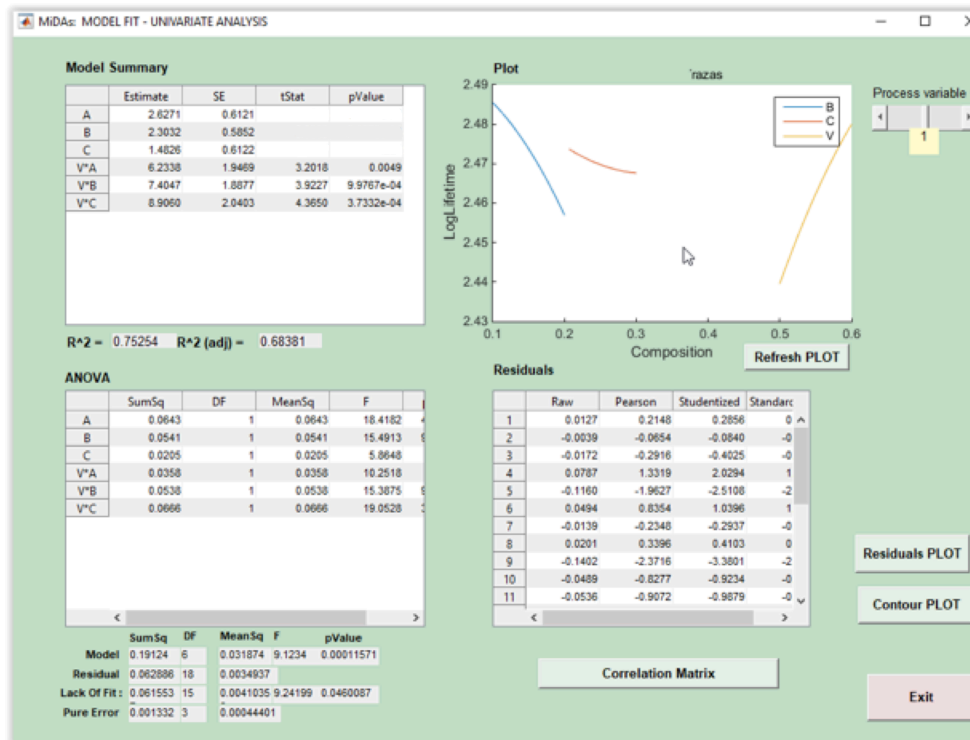 MiDAs: MODEL FIT - UNIVARIATE ANALYSIS
Model Summary
Estimate SE tStat pValue
A 2.6271 0.6121
B 2.3032 0.5852
C 1.4826 0.6122
V*A 6.2338 1.9469 3.2018 0.0049
V*B 7.4047 1.8877 3.9227 9.9767e-04
V*C 8.9060 2.0403 4.3650 3.7332e-04
R^2 = 0.75254 R^2 (adj) = 0.68381
Plot
'razas
2.49
2.48
2.47
2.46
2.45
2.44
2.43
LogLifetime
0.1 0.2 0.3 0.4 0.5 0.6
Composition
B
C
V
Process variable
1
Refresh PLOT
ANOVA
SumSq DF MeanSq F
A 0.0643 1 0.0643 18.4182
B 0.0541 1 0.0541 15.4913
C 0.0205 1 0.0205 5.8648
V*A 0.0358 1 0.0358 10.2518
V*B 0.0538 1 0.0538 15.3875
V*C 0.0666 1 0.0666 19.0528
SumSq DF MeanSq F pValue
Model 0.19124 6 0.031874 9.1234 0.00011571
Residual 0.062886 18 0.0034937
Lack Of Fit : 0.061553 15 0.0041035 9.24199 0.0460087
Pure Error 0.001332 3 0.00044401
Residuals
Raw Pearson Studentized Standarc
1 0.0127 0.2148 0.2856 0
2 -0.0039 -0.0654 -0.0840 -0
3 -0.0172 -0.2916 -0.4025 -0
4 0.0787 1.3319 2.0294 1
5 -0.1160 -1.9627 -2.5108 -2
6 0.0494 0.8354 1.0396 1
7 -0.0139 -0.2348 -0.2937 -0
8 0.0201 0.3396 0.4103 0
9 -0.1402 -2.3716 -3.3801 -2
10 -0.0489 -0.8277 -0.9234 -0
11 -0.0536 -0.9072 -0.9879 -0
Correlation Matrix
Residuals PLOT
Contour PLOT
Exit